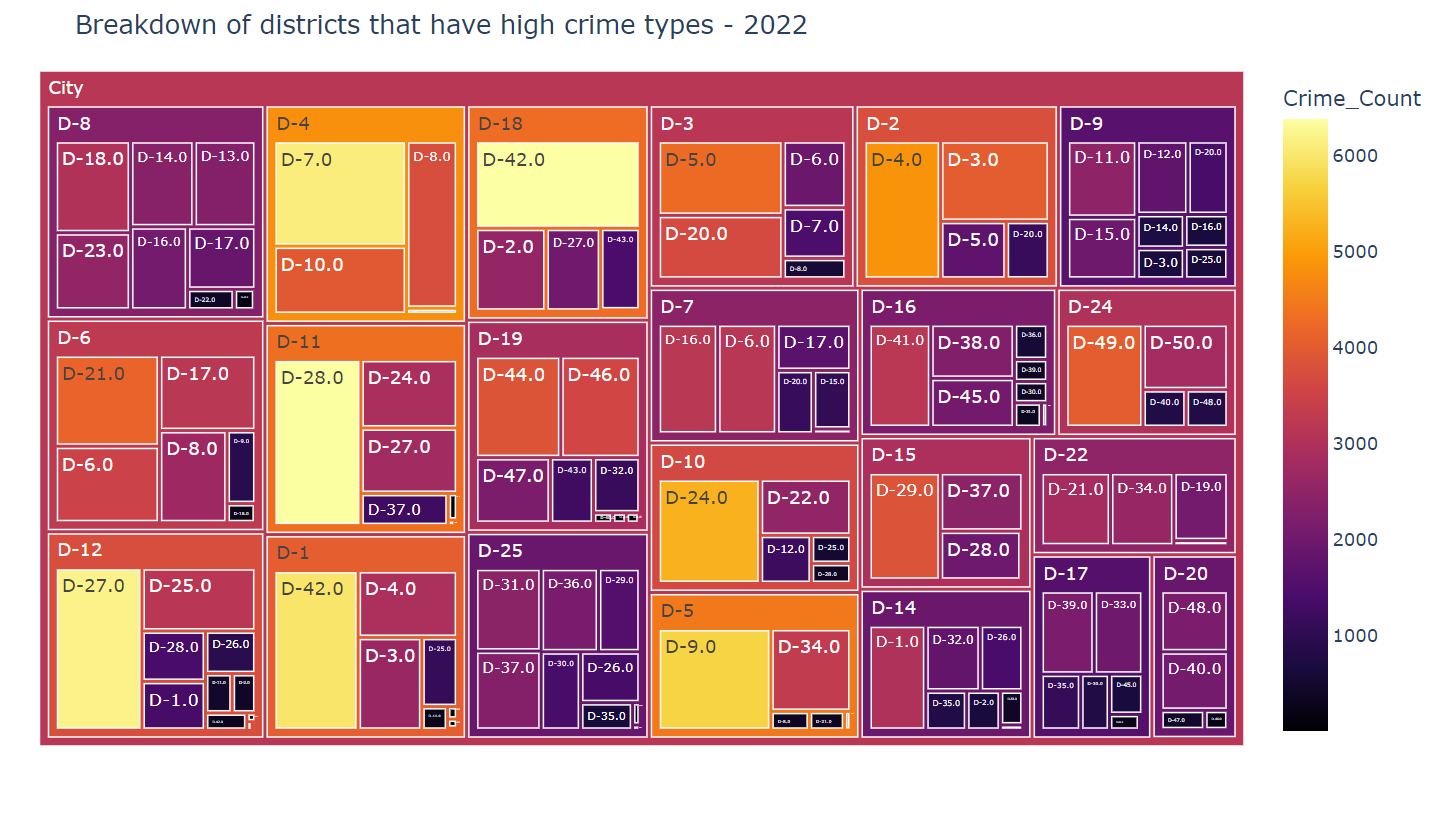 Breakdown of districts that have high crime types - 2022
City
D-8
D-18.0
D-14.0
D-13.0
D-23.0
D-16.0
D-17.0
D-22.0
D-4
D-7.0
D-8.0
D-10.0
D-18
D-42.0
D-2.0
D-27.0
D-43.0
D-3
D-5.0
D-6.0
D-20.0
D-7.0
D-8.0
D-2
D-4.0
D-3.0
D-5.0
D-20.0
D-9
D-11.0
D-12.0
D-20.0
D-15.0
D-14.0
D-16.0
D-3.0
D-25.0
D-6
D-21.0
D-17.0
D-6.0
D-8.0
D-9.0
D-18.0
D-11
D-28.0
D-24.0
D-27.0
D-37.0
D-19
D-44.0
D-46.0
D-47.0
D-43.0
D-32.0
D-7
D-16.0
D-6.0
D-17.0
D-20.0
D-15.0
D-16
D-41.0
D-38.0
D-36.0
D-39.0
D-45.0
D-30.0
D-31.0
D-24
D-49.0
D-50.0
D-40.0
D-48.0
D-10
D-24.0
D-22.0
D-12.0
D-25.0
D-28.0
D-15
D-29.0
D-37.0
D-28.0
D-22
D-21.0
D-34.0
D-19.0
D-12
D-27.0
D-25.0
D-28.0
D-26.0
D-1.0
D-11.0
D-2.0
D-42.0
D-1
D-42.0
D-4.0
D-3.0
D-25.0
D-25
D-31.0
D-36.0
D-29.0
D-37.0
D-30.0
D-26.0
D-35.0
D-5
D-9.0
D-34.0
D-8.0
D-21.0
D-14
D-1.0
D-32.0
D-26.0
D-35.0
D-2.0
D-17
D-39.0
D-33.0
D-35.0
D-45.0
D-20
D-48.0
D-40.0
D-47.0
Crime_Count
6000
5000
4000
3000
2000
1000